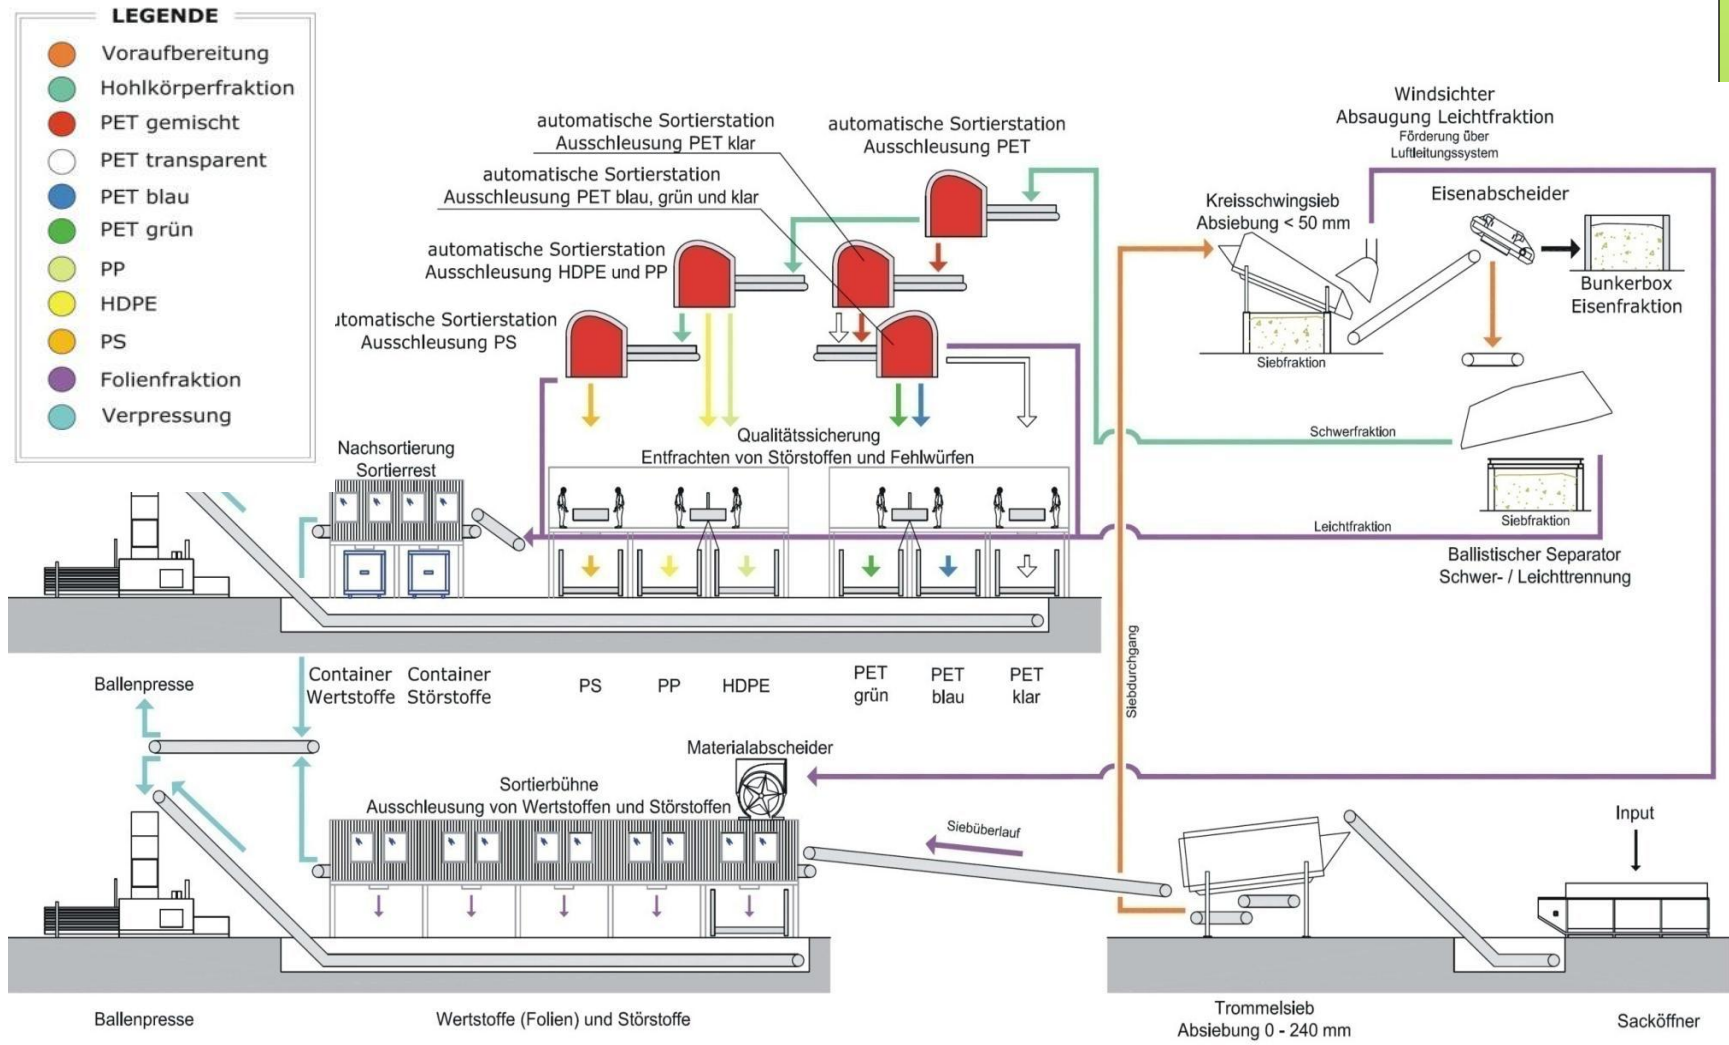 LEGENDE
Voraufbereitung
Hohlkörperfraktion
PET gemischt
PET transparent
PET blau
PET grün
PP
HDPE
PS
Folienfraktion
Verpressung
automatische Sortierstation
Ausschleusung PET klar
automatische Sortierstation
Ausschleusung PET
automatische Sortierstation
Ausschleusung PET blau, grün und klar
automatische Sortierstation
Ausschleusung HDPE und PP
utomatische Sortierstation
Ausschleusung PS
Windsichter
Absaugung Leichtfraktion
Förderung über
Luftleitungssystem
Kreisschwingsieb
Absiebung < 50 mm
Eisenabscheider
Bunkerbox
Eisenfraktion
Siebfraktion
Schwerfraktion
Siebfraktion
Leichtfraktion
Ballistischer Separator
Schwer- / Leichttrennung
Nachsortierung
Sortierrest
Qualitätssicherung
Entfrachten von Störstoffen und Fehlwürfen
Siebdurchgang
Ballenpresse
Container
Wertstoffe
Container
Störstoffe
PS
PP
HDPE
PET
grün
PET
blau
PET
klar
Materialabscheider
Sortierbühne
Ausschleusung von Wertstoffen und Störstoffen
Siebüberlauf
Input
Ballenpresse
Wertstoffe (Folien) und Störstoffe
Trommelsieb
Absiebung 0 - 240 mm
Sacköffner